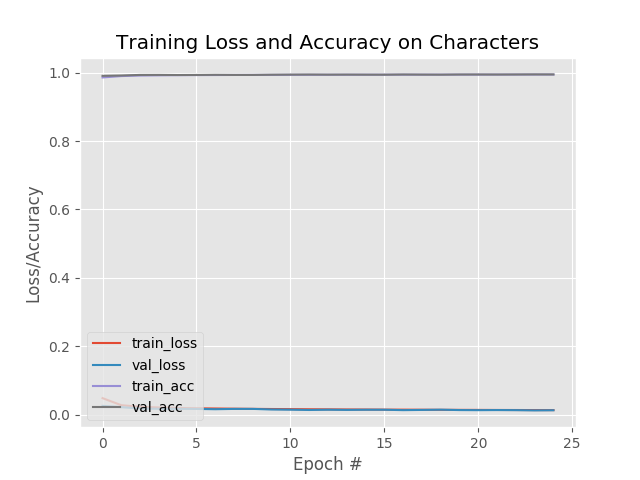 Training Loss and Accuracy on Characters
1.0
0.8
0.6
0.4
0.2
0.0
Loss/Accuracy
train_loss
val_loss
train_acc
val_acc
0 5 10 15 20 25
Epoch #